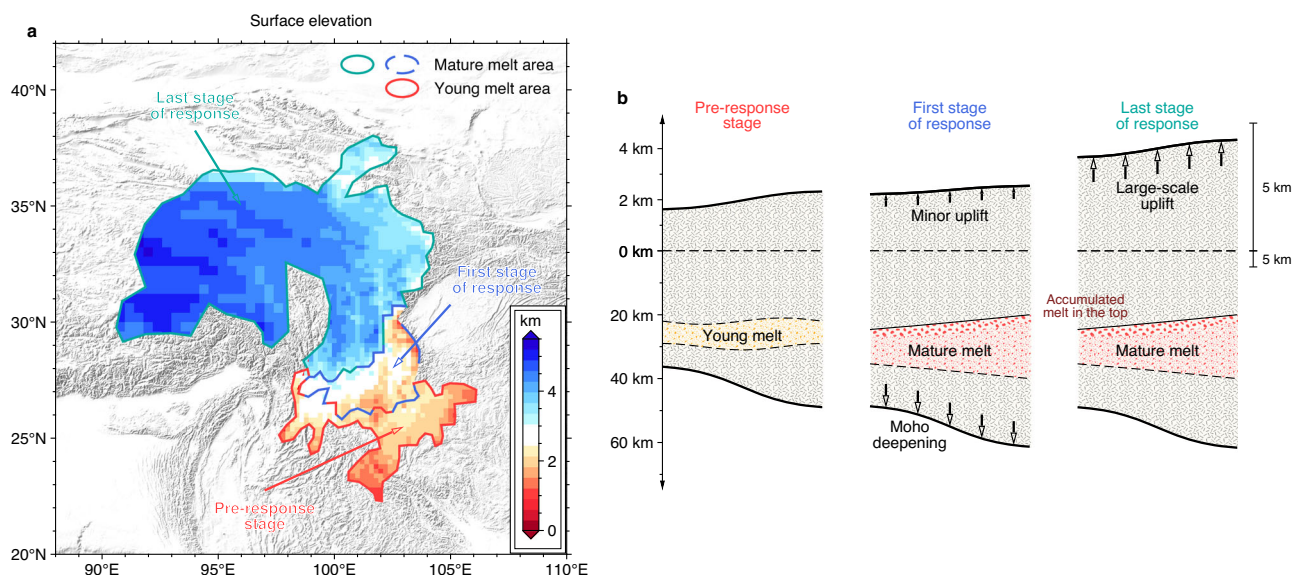 Surface elevation
a
Mature melt area
Young melt area
Last stage
of response
First stage
of response
Pre-response
stage
km
4
2
0
40°N
35°N
30°N
25°N
20°N
90°E
95°E
100°E
105°E
110°E
b
Pre-response
stage
First stage
of response
Last stage
of response
4 km
2 km
0 km
20 km
40 km
60 km
Young melt
Minor uplift
Mature melt
Moho
deepening
Large-scale
uplift
Accumulated
melt in the top
Mature melt
5 km
5 km